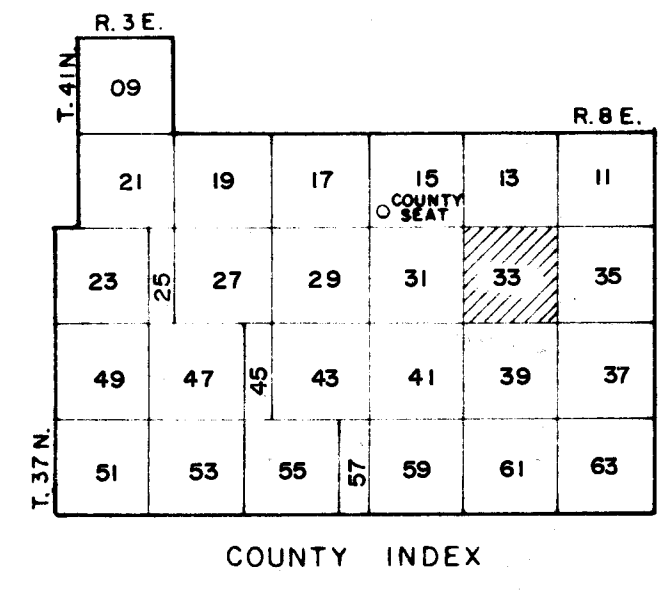 R. 3 E.
T. 41 N.
09
R. 8 E.
21 19 17 15 13 11
COUNTY
SEAT
23 25 27 29 31 33 35
49 47 45 43 41 39 37
T. 37 N.
51 53 55 57 59 61 63
COUNTY INDEX